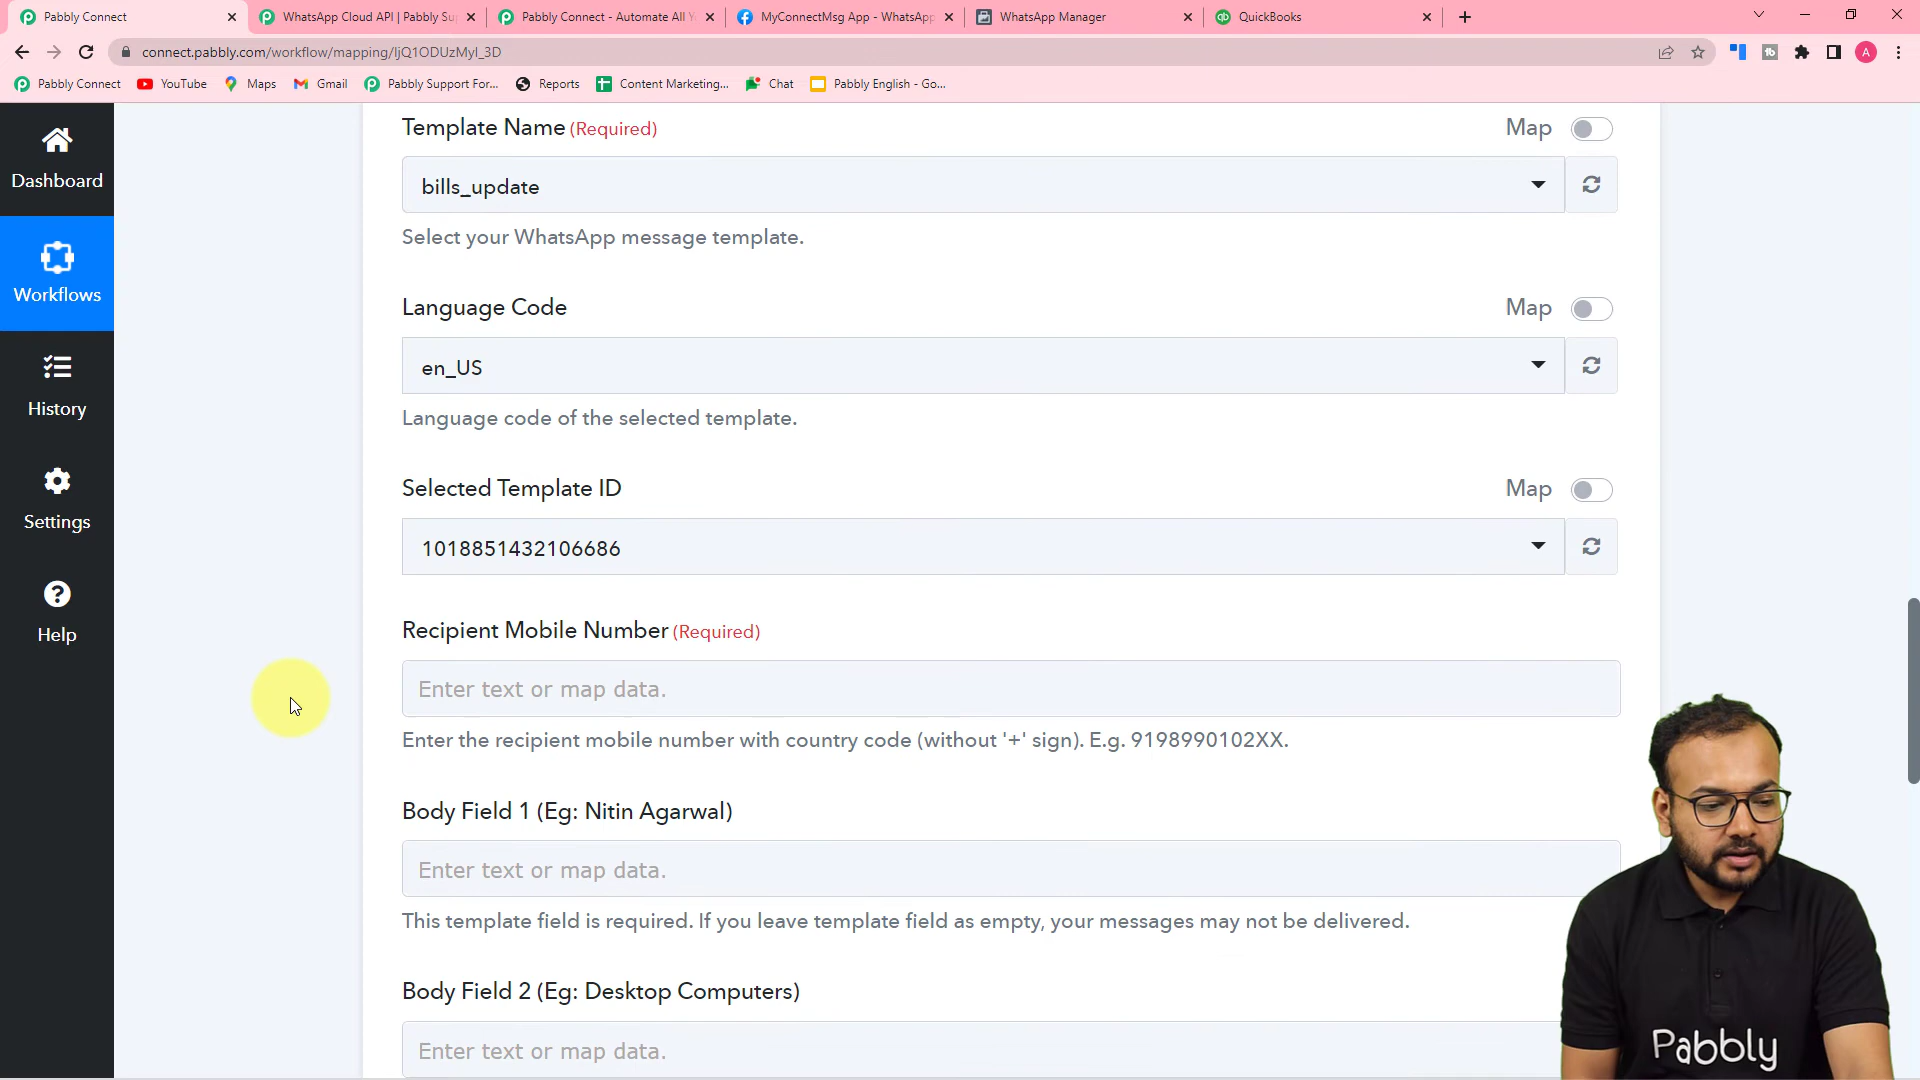 Pabbly Connect
WhatsApp Cloud API | Pabbly Su
Pabbly Connect - Automate All Y
MyConnectMsg App - WhatsApp
WhatsApp Manager
QuickBooks
connect.pabbly.com/workflow/mapping/IjQ1ODUzMyI_3D
A
Pabbly Connect
YouTube
Maps
Gmail
Pabbly Support For...
Reports
Content Marketing...
Chat
Pabbly English - Go...
Dashboard
Workflows
History
Settings
Help
Template Name (Required)
Map
bills_update
Select your WhatsApp message template.
Language Code
Map
en_US
Language code of the selected template.
Selected Template ID
Map
1018851432106686
Recipient Mobile Number (Required)
Enter text or map data.
Enter the recipient mobile number with country code (without '+' sign). E.g. 9198990102XX.
Body Field 1 (Eg: Nitin Agarwal)
Enter text or map data.
This template field is required. If you leave template field as empty, your messages may not be delivered.
Body Field 2 (Eg: Desktop Computers)
Enter text or map data.
Pabbly